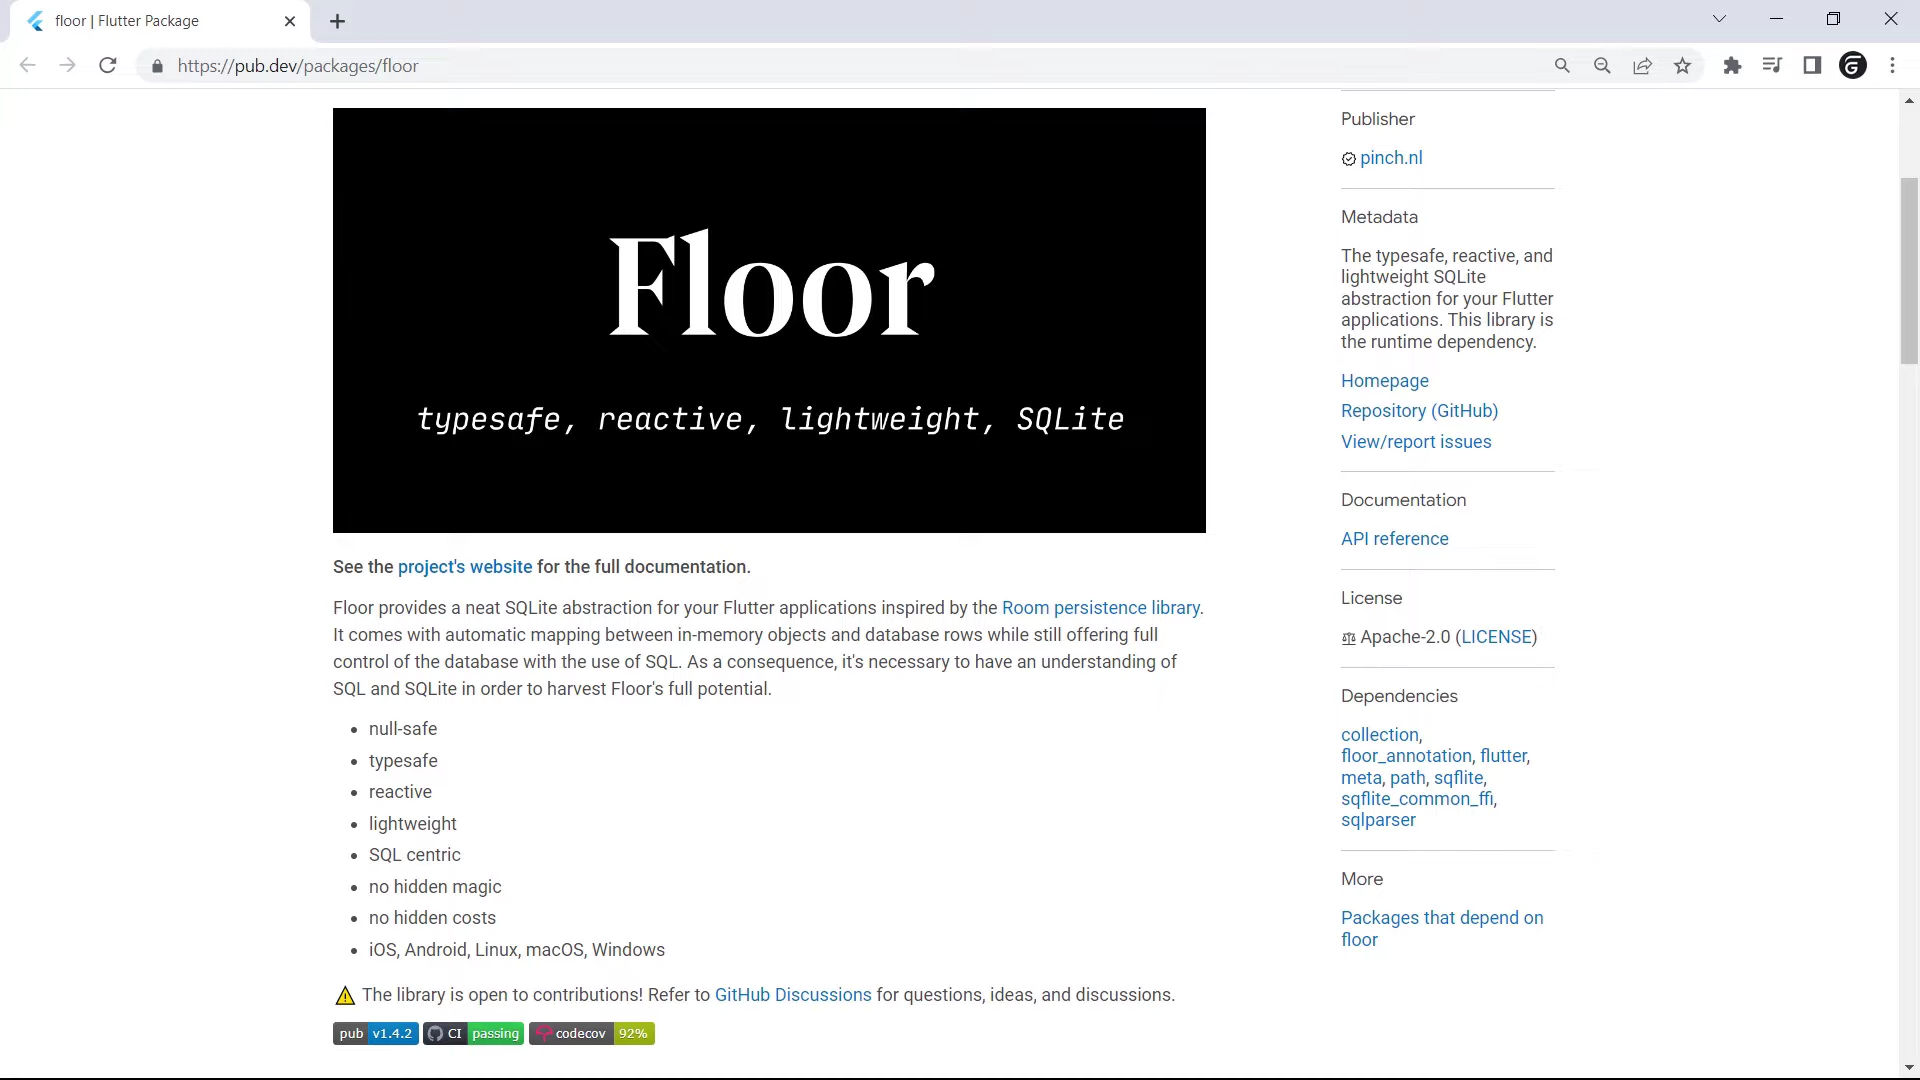 floor | Flutter Package
https://pub.dev/packages/floor
Floor
typesafe, reactive, lightweight, SQLite
See the project's website for the full documentation.
Floor provides a neat SQLite abstraction for your Flutter applications inspired by the Room persistence library.
It comes with automatic mapping between in-memory objects and database rows while still offering full
control of the database with the use of SQL. As a consequence, it's necessary to have an understanding of
SQL and SQLite in order to harvest Floor's full potential.
• null-safe
• typesafe
• reactive
• lightweight
• SQL centric
• no hidden magic
• no hidden costs
• iOS, Android, Linux, macOS, Windows
The library is open to contributions! Refer to GitHub Discussions for questions, ideas, and discussions.
pub v1.4.2 CI passing codecov 92%
Publisher
pinch.nl
Metadata
The typesafe, reactive, and
lightweight SQLite
abstraction for your Flutter
applications. This library is
the runtime dependency.
Homepage
Repository (GitHub)
View/report issues
Documentation
API reference
License
Apache-2.0 (LICENSE)
Dependencies
collection,
floor_annotation, flutter,
meta, path, sqflite,
sqflite_common_ffi,
sqlparser
More
Packages that depend on
floor